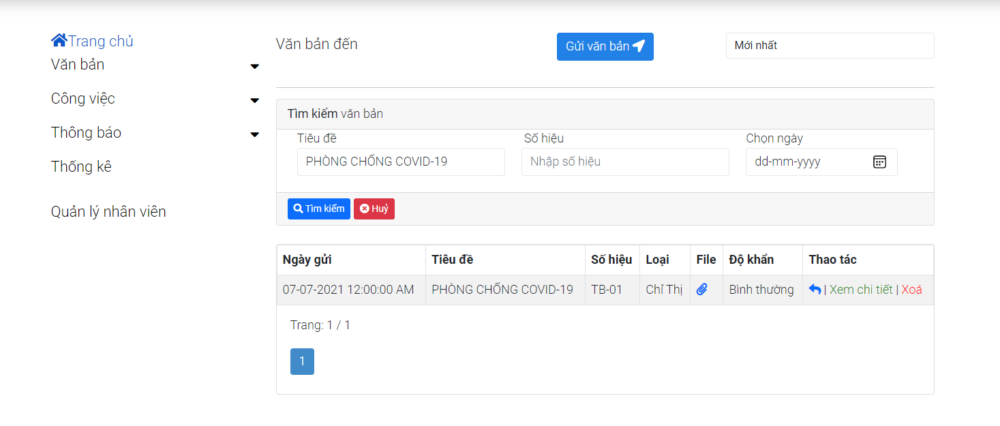 Trang chủ
Văn bản
Công việc
Thông báo
Thống kê
Quản lý nhân viên
Văn bản đến
Gửi văn bản
Mới nhất
Tìm kiếm văn bản
Tiêu đề
Số hiệu
Chọn ngày
PHÒNG CHỐNG COVID-19
Nhập số hiệu
dd-mm-yyyy
Tìm kiếm
Huỷ
Ngày gửi Tiêu đề Số hiệu Loại File Độ khẩn Thao tác
07-07-2021 12:00:00 AM PHÒNG CHỐNG COVID-19 TB-01 Chỉ Thị Bình thường | Xem chi tiết | Xoá
Trang: 1 / 1
1